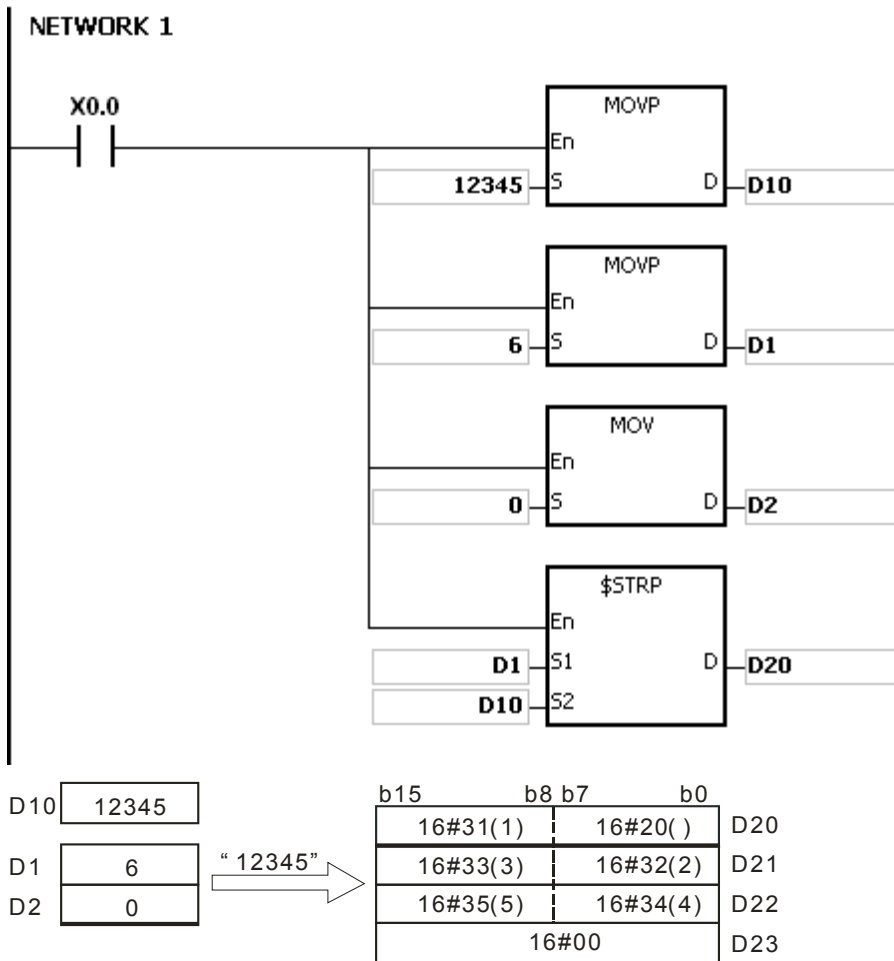 NETWORK 1
X0.0
MOVP
En
12345 S D D10
MOVP
En
6 S D D1
MOV
En
0 S D D2
$STRP
En
D1 S1 D D20
D10 S2
D10 12345
D1 6
D2 0
“ 12345”
b15 b8 b7 b0
16#31(1) 16#20( ) D20
16#33(3) 16#32(2) D21
16#35(5) 16#34(4) D22
16#00 D23